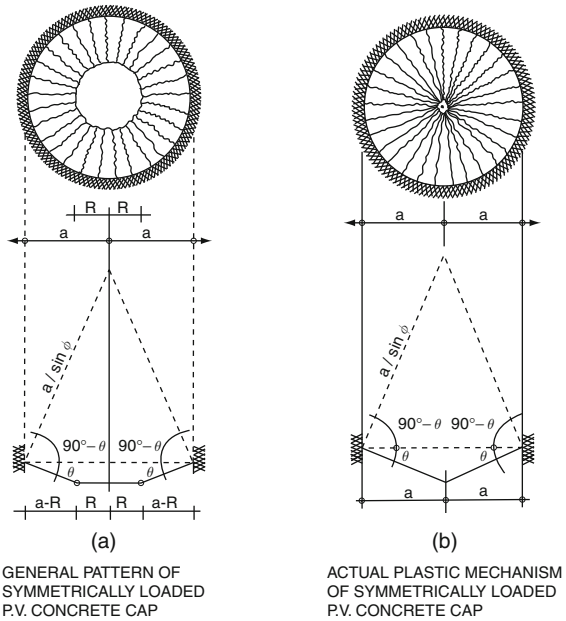 R R
a a
a / sin ϕ
90°– θ 90°– θ
θ θ
a-R R R a-R
(a)
GENERAL PATTERN OF
SYMMETRICALLY LOADED
P.V. CONCRETE CAP
a a
a / sin ϕ
90°– θ 90°– θ
θ θ
a a
(b)
ACTUAL PLASTIC MECHANISM
OF SYMMETRICALLY LOADED
P.V. CONCRETE CAP